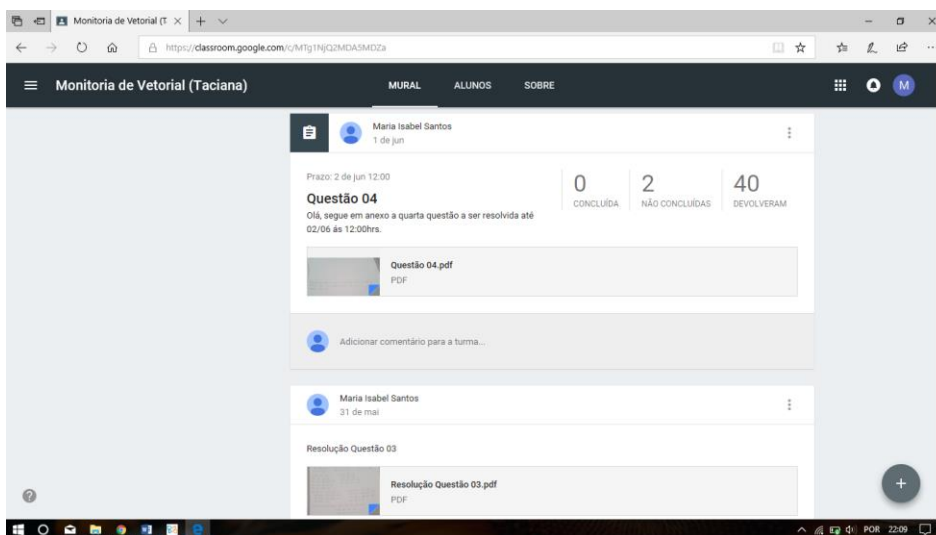 Monitoria de Vetorial (T
https://classroom.google.com/c/MTg1NjQ2MDA5MDZa
Monitoria de Vetorial (Taciana)
MURAL ALUNOS SOBRE
M
Maria Isabel Santos
1 de jun
Prazo: 2 de jun 12:00
Questão 04
Olá, segue em anexo a quarta questão a ser resolvida até
02/06 ás 12:00hrs.
0 2 40
CONCLUÍDA NÃO CONCLUÍDAS DEVOLVERAM
Questão 04.pdf
PDF
Adicionar comentário para a turma...
Maria Isabel Santos
31 de mai
Resolução Questão 03
Resolução Questão 03.pdf
PDF
POR 22:09